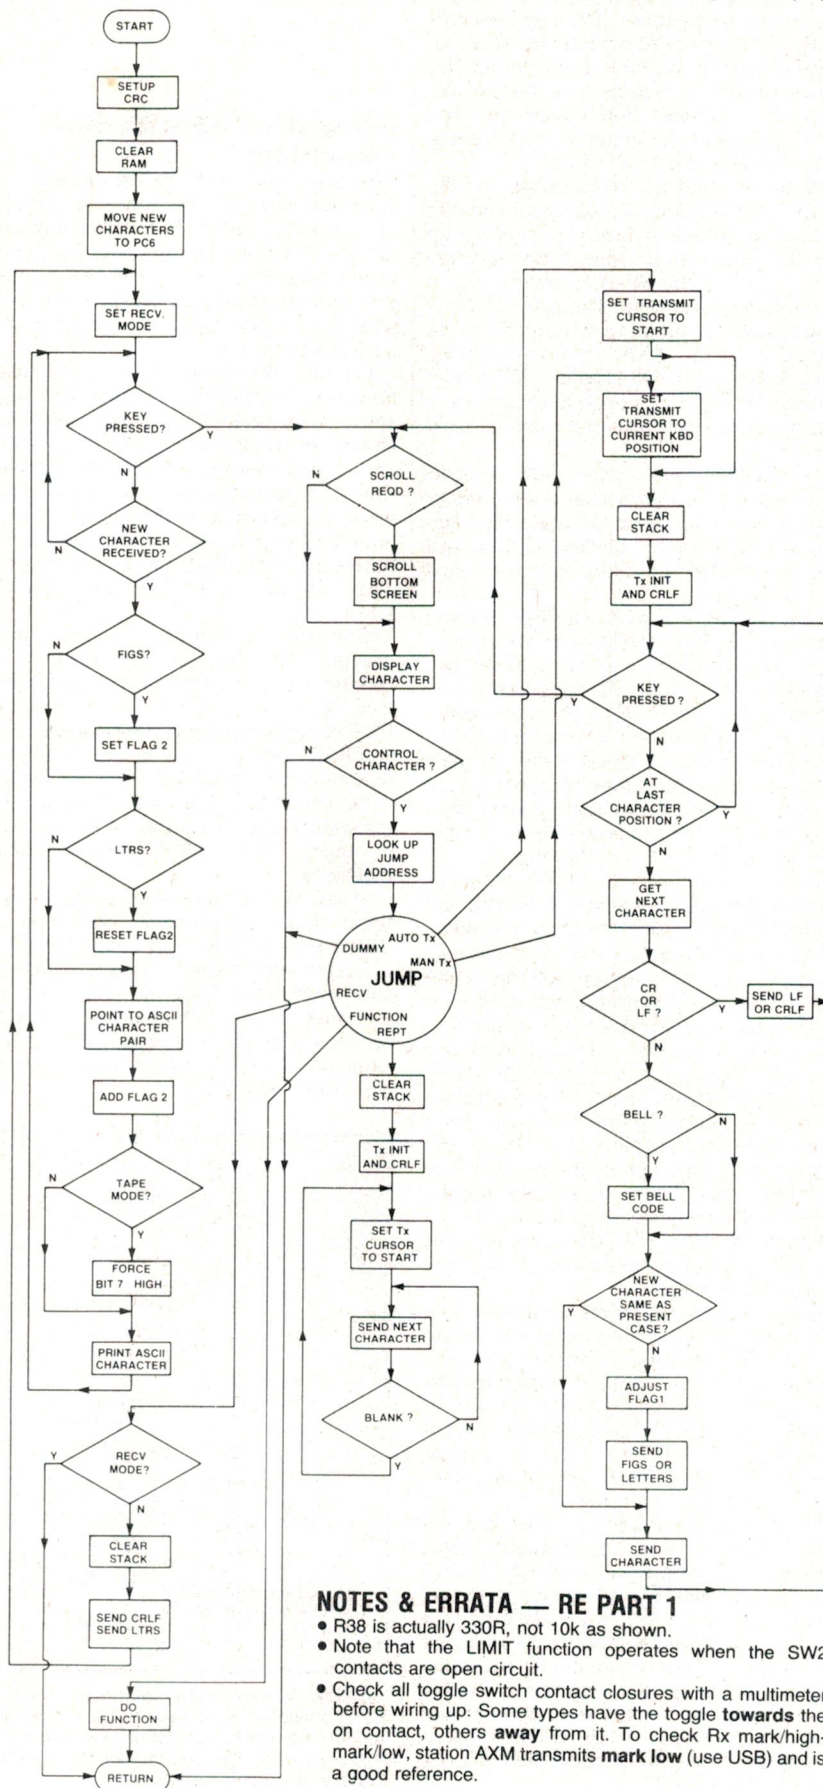 START
SETUP
CRC
CLEAR
RAM
MOVE NEW
CHARACTERS
TO PC6
SET RECV.
MODE
KEY
PRESSED?
Y
N
NEW
CHARACTER
RECEIVED?
N
Y
FIGS?
N
Y
SET FLAG 2
LTRS?
N
Y
RESET FLAG2
POINT TO ASCII
CHARACTER
PAIR
ADD FLAG 2
TAPE
MODE?
N
Y
FORCE
BIT 7 HIGH
PRINT ASCII
CHARACTER
RECV
MODE?
Y
N
CLEAR
STACK
SEND CRLF
SEND LTRS
DO
FUNCTION
RETURN
SCROLL
REQD ?
N
Y
SCROLL
BOTTOM
SCREEN
DISPLAY
CHARACTER
CONTROL
CHARACTER ?
N
Y
LOOK UP
JUMP
ADDRESS
AUTO Tx
DUMMY
MAN Tx
JUMP
RECV
FUNCTION
REPT
CLEAR
STACK
Tx INIT
AND CRLF
SET Tx
CURSOR
TO START
SEND NEXT
CHARACTER
BLANK ?
N
Y
SET TRANSMIT
CURSOR TO
START
SET
TRANSMIT
CURSOR TO
CURRENT KBD
POSITION
CLEAR
STACK
Tx INIT
AND CRLF
KEY
PRESSED ?
Y
N
AT
LAST
CHARACTER
POSITION ?
Y
N
GET
NEXT
CHARACTER
CR
OR
LF ?
Y
N
SEND LF
OR CRLF
BELL ?
N
Y
SET BELL
CODE
NEW
CHARACTER
SAME AS
PRESENT
CASE?
Y
N
ADJUST
FLAG1
SEND
FIGS OR
LETTERS
SEND
CHARACTER
NOTES & ERRATA — RE PART 1
• R38 is actually 330R, not 10k as shown.
• Note that the LIMIT function operates when the SW2
contacts are open circuit.
• Check all toggle switch contact closures with a multimeter
before wiring up. Some types have the toggle towards the
on contact, others away from it. To check Rx mark/high-
mark/low, station AXM transmits mark low (use USB) and is
a good reference.